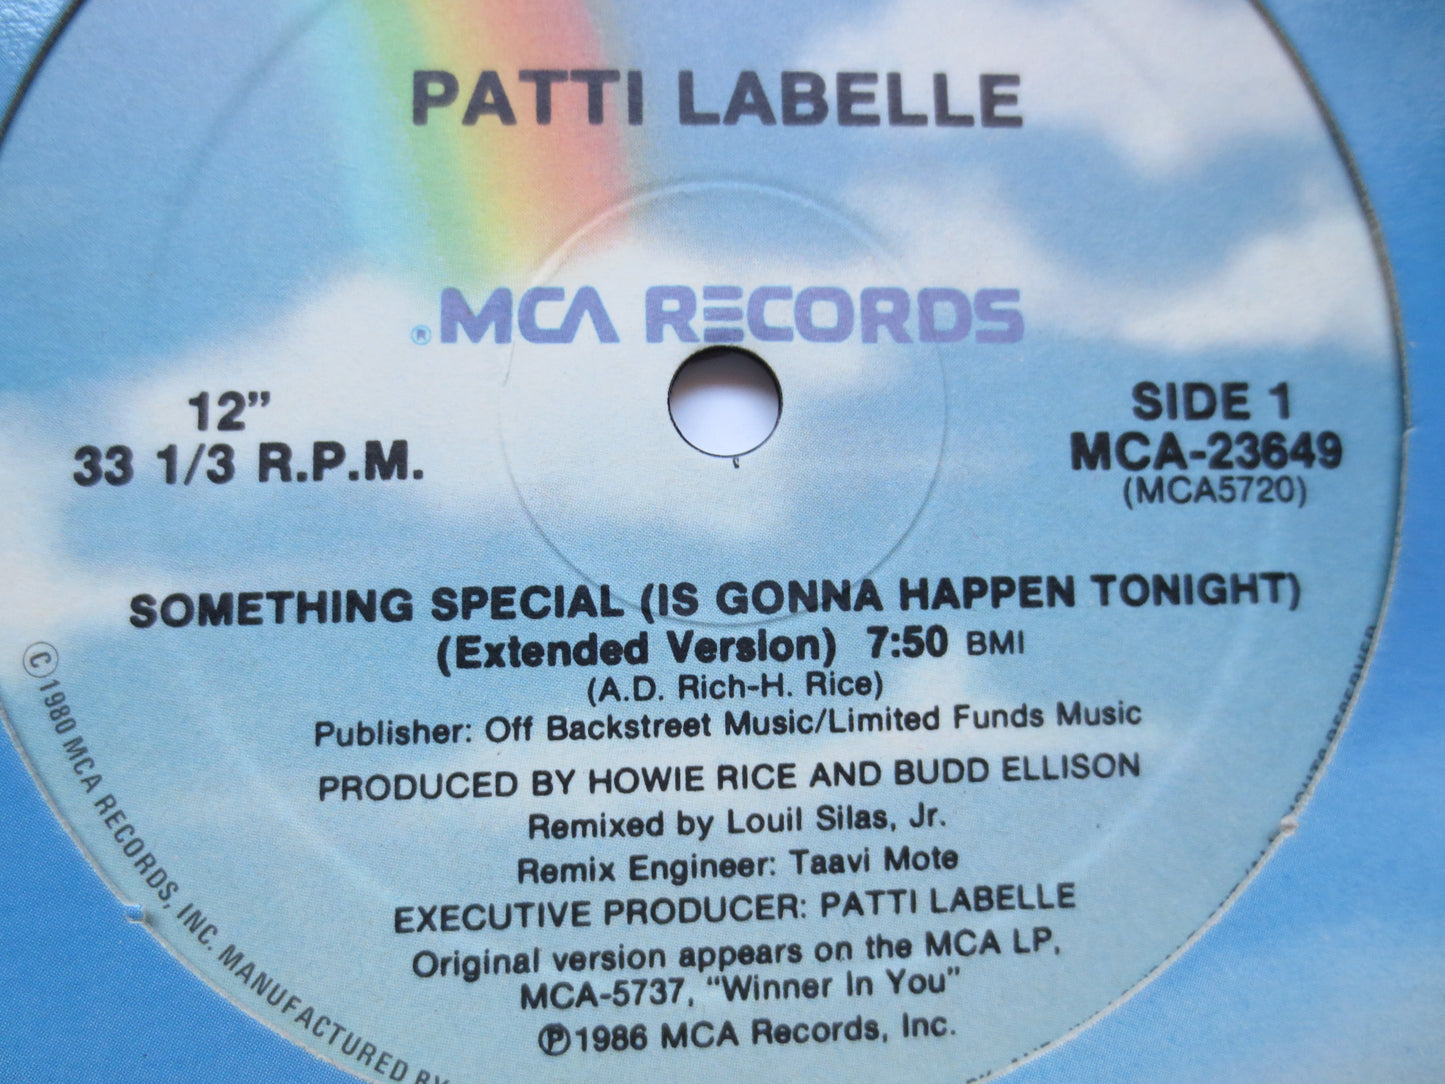 PATTI LABELLE
® MCA RECORDS
12"
33 1/3 R.P.M.
SIDE 1
MCA-23649
(MCA5720)
SOMETHING SPECIAL (IS GONNA HAPPEN TONIGHT)
(Extended Version) 7:50 BMI
(A.D. Rich-H. Rice)
Publisher: Off Backstreet Music/Limited Funds Music
PRODUCED BY HOWIE RICE AND BUDD ELLISON
Remixed by Louil Silas, Jr.
Remix Engineer: Taavi Mote
EXECUTIVE PRODUCER: PATTI LABELLE
Original version appears on the MCA LP,
MCA-5737, "Winner In You"
℗1986 MCA Records, Inc.
©1980 MCA RECORDS, INC. MANUFACTURED BY